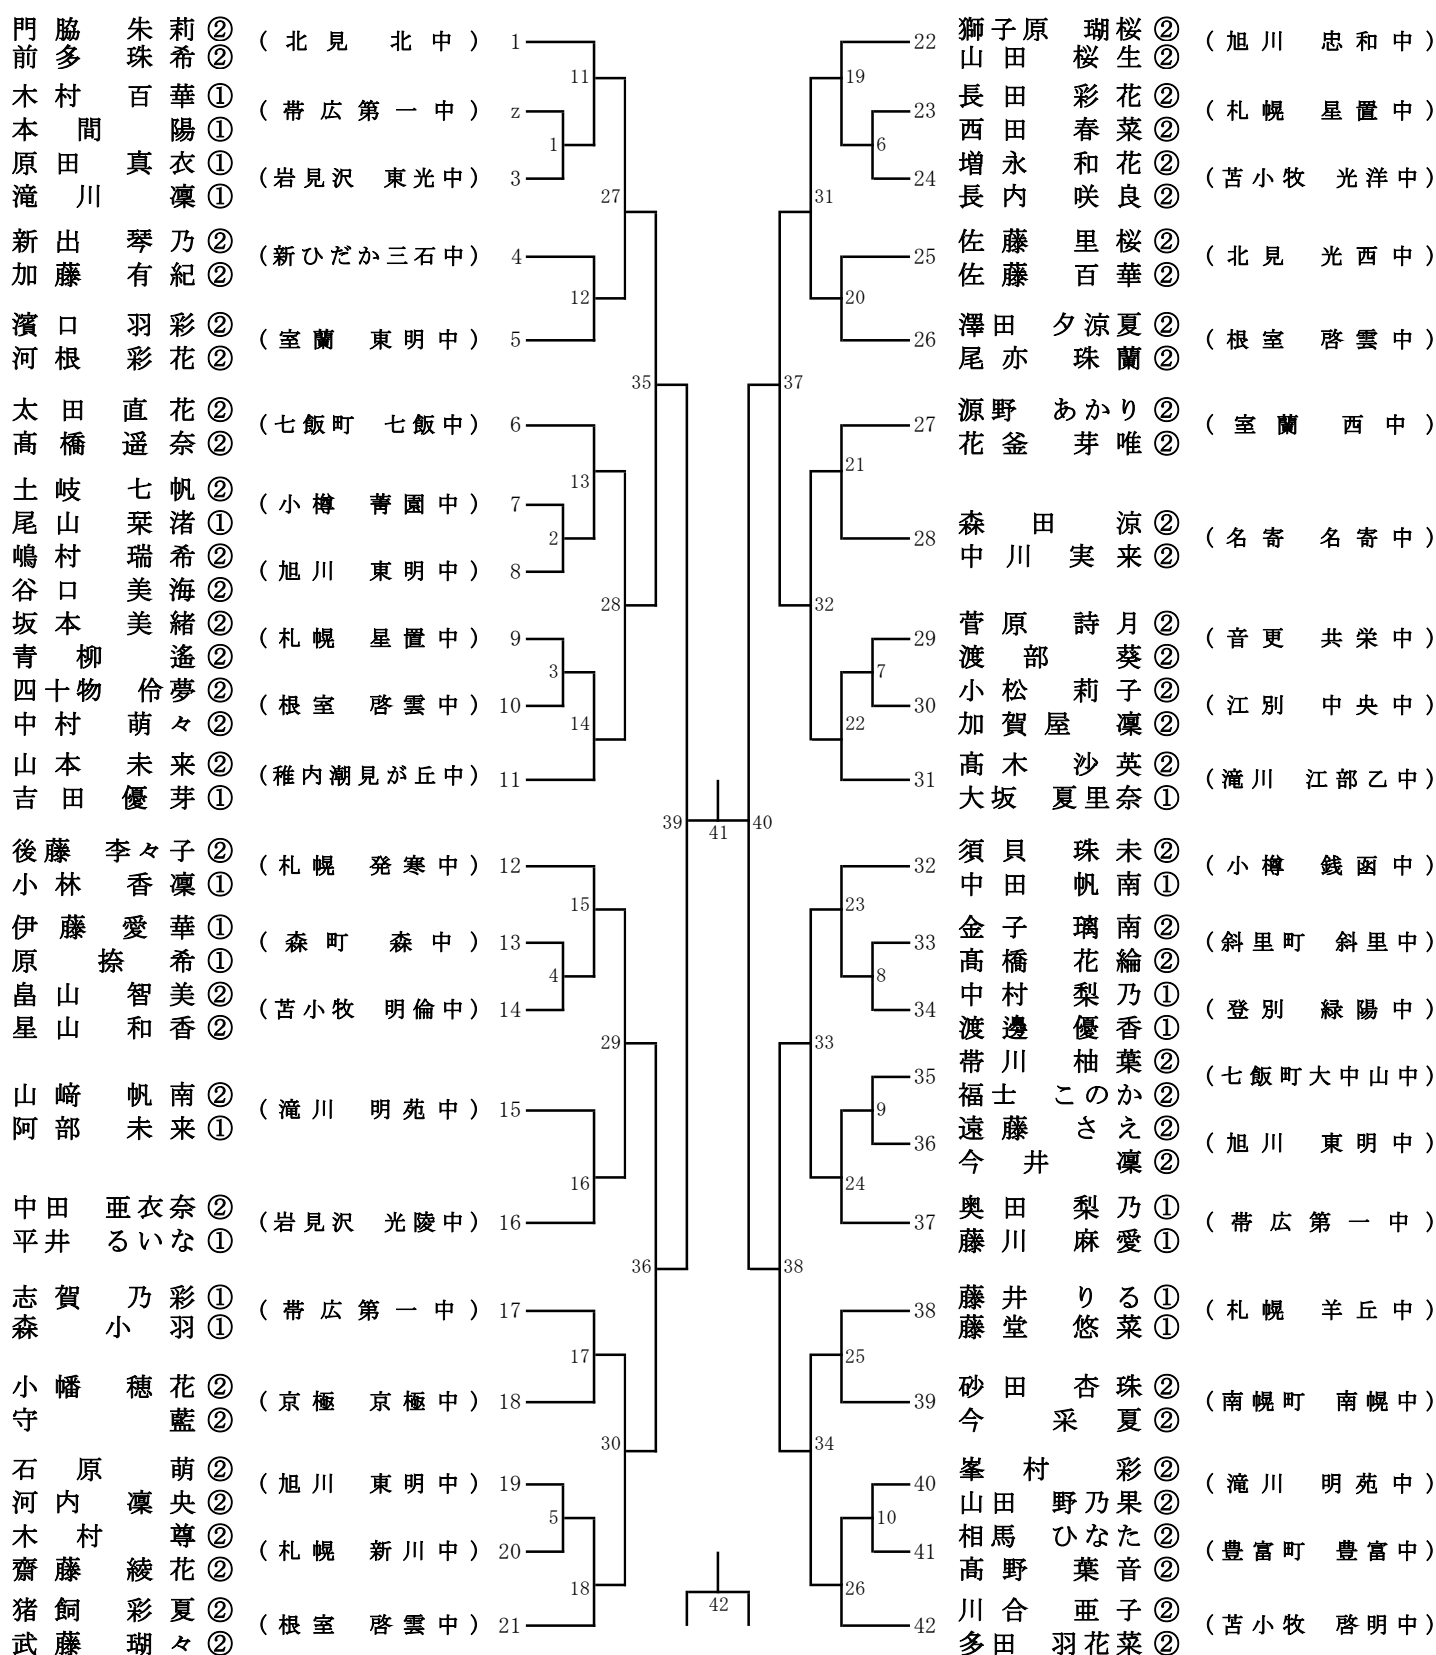 門脇 朱莉② (北見 北中) 1
前多 珠希②
木村 百華① (帯広第一中) z
本間 陽①
原田 真衣① (岩見沢 東光中) 3
滝川 凜①
新出 琴乃② (新ひだか三石中) 4
加藤 有紀②
濱口 羽彩② (室蘭 東明中) 5
河根 彩花②
太田 直花② (七飯町 七飯中) 6
髙橋 遥奈②
土岐 七帆② (小樽 菁園中) 7
尾山 栞渚①
嶋村 瑞希② (旭川 東明中) 8
谷口 美海②
坂本 美緒② (札幌 星置中) 9
青柳 遙②
四十物 伶夢② (根室 啓雲中) 10
中村 萌々②
山本 未来② (稚内潮見が丘中) 11
吉田 優芽①
後藤 李々子② (札幌 発寒中) 12
小林 香凜①
伊藤 愛華① (森町 森中) 13
原 捺希①
畠山 智美② (苫小牧 明倫中) 14
星山 和香②
山﨑 帆南② (滝川 明苑中) 15
阿部 未来①
中田 亜衣奈② (岩見沢 光陵中) 16
平井 るいな①
志賀 乃彩① (帯広第一中) 17
森 小羽①
小幡 穂花② (京極 京極中) 18
守 藍②
石原 萌② (旭川 東明中) 19
河内 凜央②
木村 尊② (札幌 新川中) 20
齋藤 綾花②
猪飼 彩夏② (根室 啓雲中) 21
武藤 瑚々②
11
1
27
12
35
13
2
28
3
14
39
15
4
29
16
36
17
30
5
18
41
42
19
6
31
20
37
21
32
7
22
40
23
8
33
9
24
38
25
34
10
26
22 獅子原 瑚桜② (旭川 忠和中)
山田 桜生②
23 長田 彩花② (札幌 星置中)
西田 春菜②
24 増永 和花② (苫小牧 光洋中)
長内 咲良②
25 佐藤 里桜② (北見 光西中)
佐藤 百華②
26 澤田 夕涼夏② (根室 啓雲中)
尾亦 珠蘭②
27 源野 あかり② (室蘭 西中)
花釜 芽唯②
28 森田 涼② (名寄 名寄中)
中川 実来②
29 菅原 詩月② (音更 共栄中)
渡部 葵②
30 小松 莉子② (江別 中央中)
加賀屋 凜②
31 髙木 沙英② (滝川 江部乙中)
大坂 夏里奈①
32 須貝 珠未② (小樽 銭函中)
中田 帆南①
33 金子 璃南② (斜里町 斜里中)
髙橋 花綸②
34 中村 梨乃① (登別 緑陽中)
渡邊 優香①
35 帯川 柚葉② (七飯町大中山中)
福士 このか②
36 遠藤 さえ② (旭川 東明中)
今井 凜②
37 奥田 梨乃① (帯広第一中)
藤川 麻愛①
38 藤井 りる① (札幌 羊丘中)
藤堂 悠菜①
39 砂田 杏珠② (南幌町 南幌中)
今 采夏②
40 峯村 彩② (滝川 明苑中)
山田 野乃果②
41 相馬 ひなた② (豊富町 豊富中)
髙野 葉音②
42 川合 亜子② (苫小牧 啓明中)
多田 羽花菜②